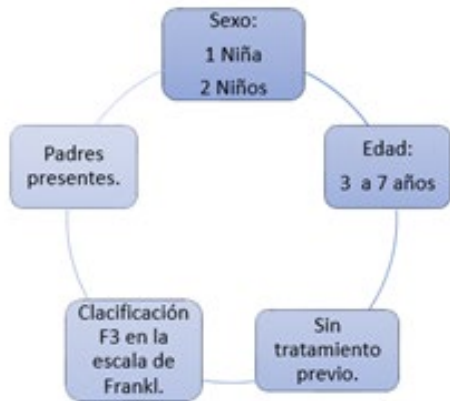 Sexo:
1 Niña
2 Niños
Edad:
3 a 7 años
Sin
tratamiento
previo.
Clacificación
F3 en la
escala de
Frankl.
Padres
presentes.